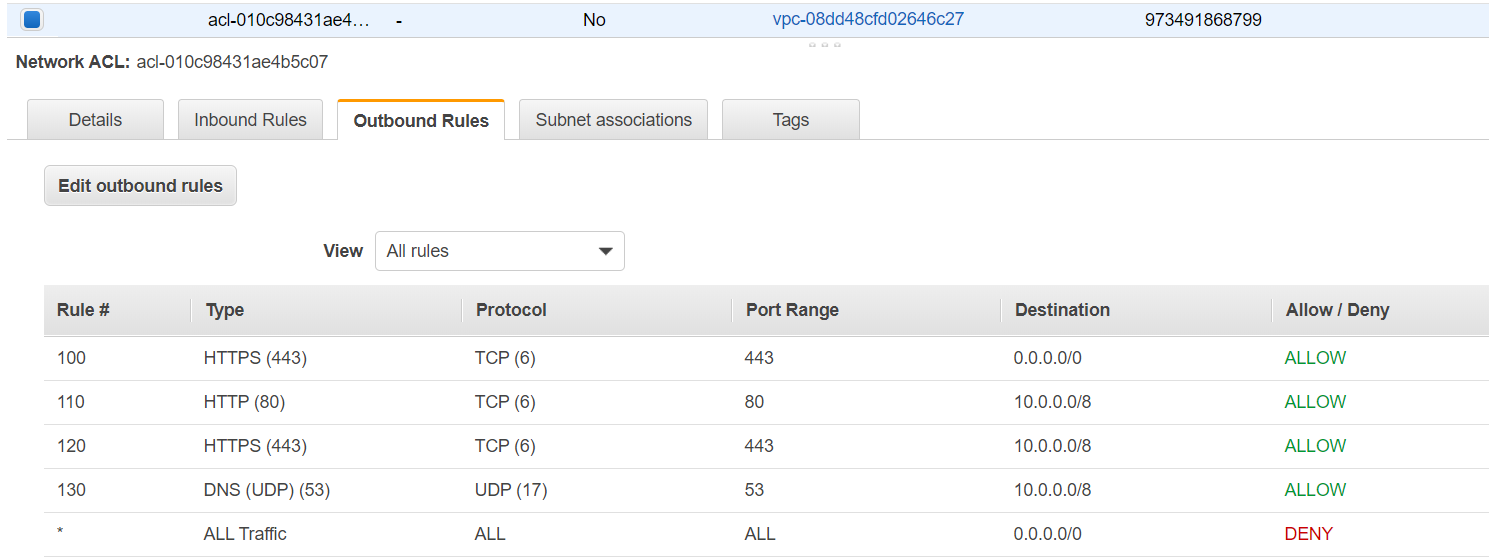 acl-010c98431ae4… - No vpc-08dd48cfd02646c27 973491868799
Network ACL: acl-010c98431ae4b5c07
Details Inbound Rules Outbound Rules Subnet associations Tags
Edit outbound rules
View All rules
Rule # Type Protocol Port Range Destination Allow / Deny
100 HTTPS (443) TCP (6) 443 0.0.0.0/0 ALLOW
110 HTTP (80) TCP (6) 80 10.0.0.0/8 ALLOW
120 HTTPS (443) TCP (6) 443 10.0.0.0/8 ALLOW
130 DNS (UDP) (53) UDP (17) 53 10.0.0.0/8 ALLOW
* ALL Traffic ALL ALL 0.0.0.0/0 DENY